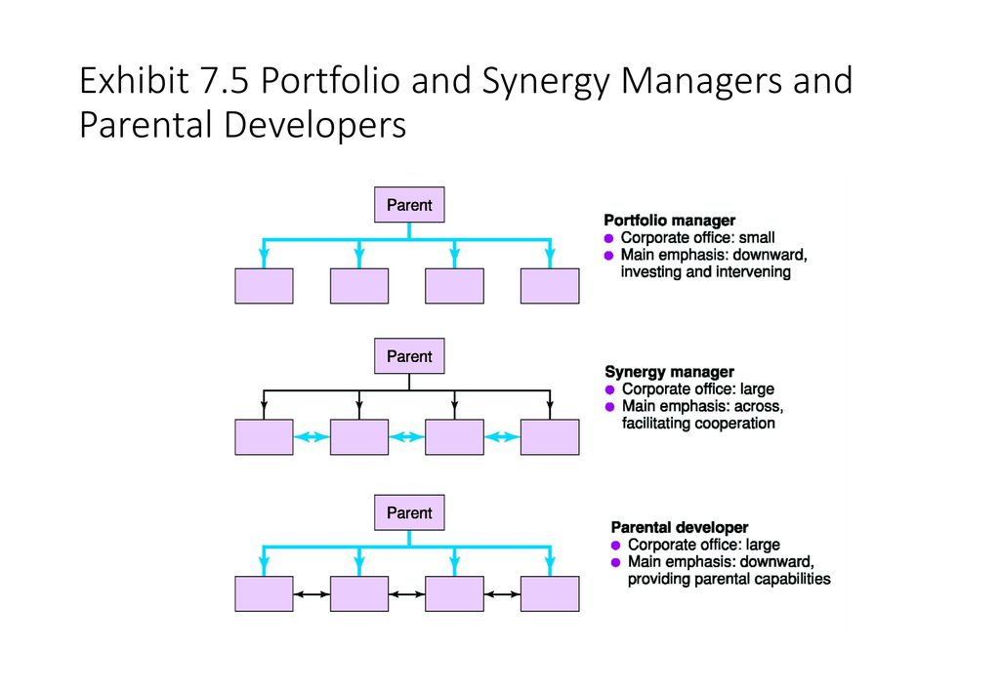 Exhibit 7.5 Portfolio and Synergy Managers and
Parental Developers
Parent
Portfolio manager
Corporate office: small
Main emphasis: downward,
investing and intervening
Parent
Synergy manager
Corporate office: large
Main emphasis: across,
facilitating cooperation
Parent
Parental developer
Corporate office: large
Main emphasis: downward,
providing parental capabilities